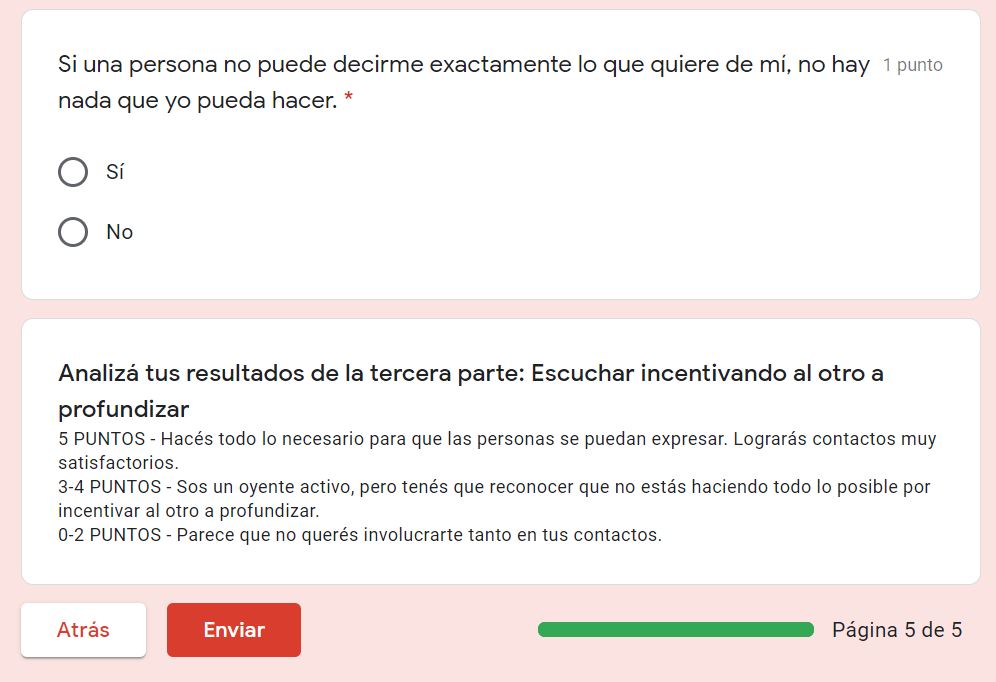 Si una persona no puede decirme exactamente lo que quiere de mí, no hay 1 punto
nada que yo pueda hacer. *
Sí
No
Analizá tus resultados de la tercera parte: Escuchar incentivando al otro a
profundizar
5 PUNTOS - Hacés todo lo necesario para que las personas se puedan expresar. Lograrás contactos muy
satisfactorios.
3-4 PUNTOS - Sos un oyente activo, pero tenés que reconocer que no estás haciendo todo lo posible por
incentivar al otro a profundizar.
0-2 PUNTOS - Parece que no querés involucrarte tanto en tus contactos.
Atrás Enviar Página 5 de 5